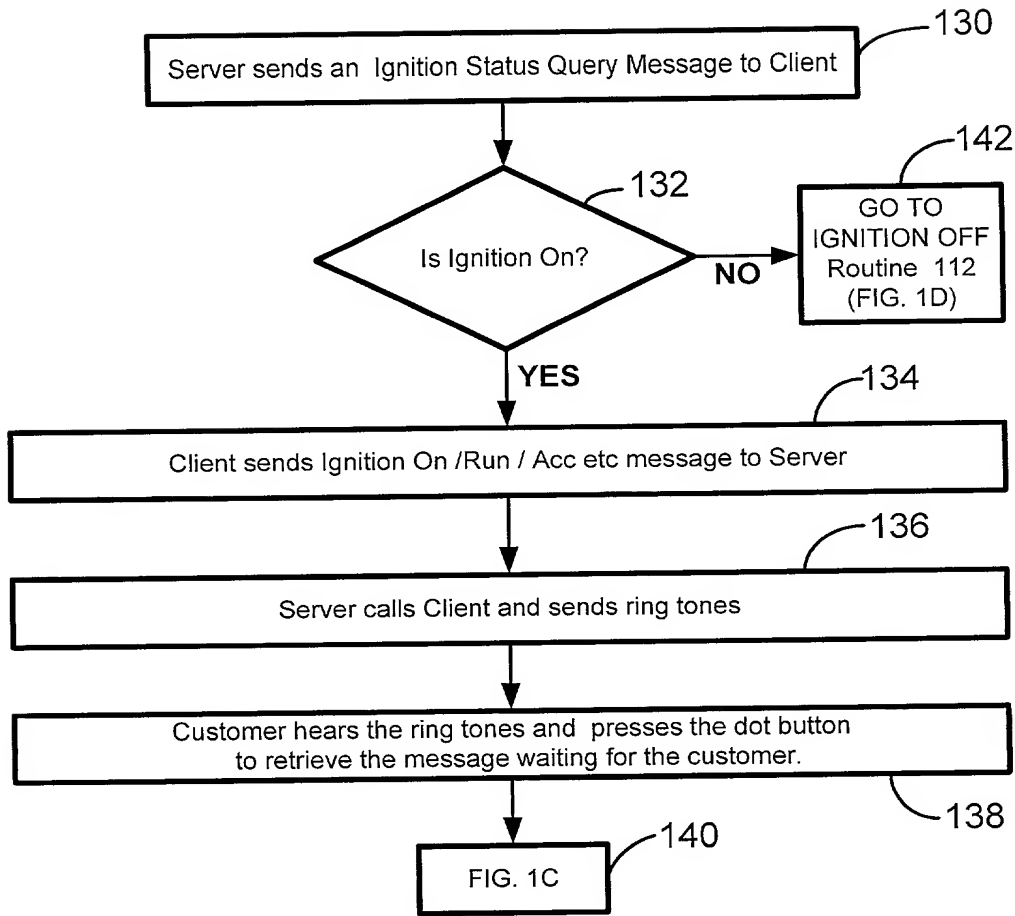 130
Server sends an Ignition Status Query Message to Client
142
132
GO TO
IGNITION OFF
Routine 112
(FIG. 1D)
Is Ignition On?
NO
YES
134
Client sends Ignition On /Run / Acc etc message to Server
136
Server calls Client and sends ring tones
Customer hears the ring tones and presses the dot button
to retrieve the message waiting for the customer.
138
140
FIG. 1C